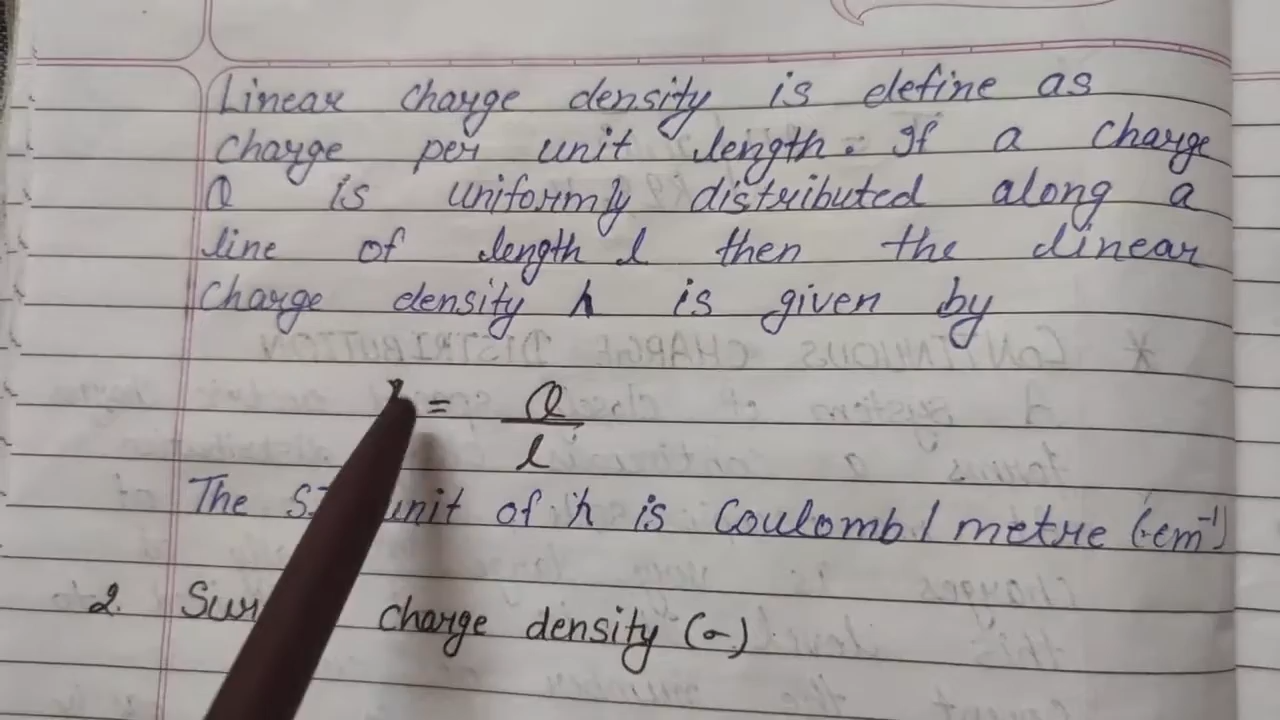 Linear charge density is define as
charge per unit length. If a charge
Q is uniformly distributed along a
line of length l then the linear
charge density λ is given by
λ = Q
l
The SI unit of λ is Coulomb/metre (cm⁻¹)
2. charge density (σ)